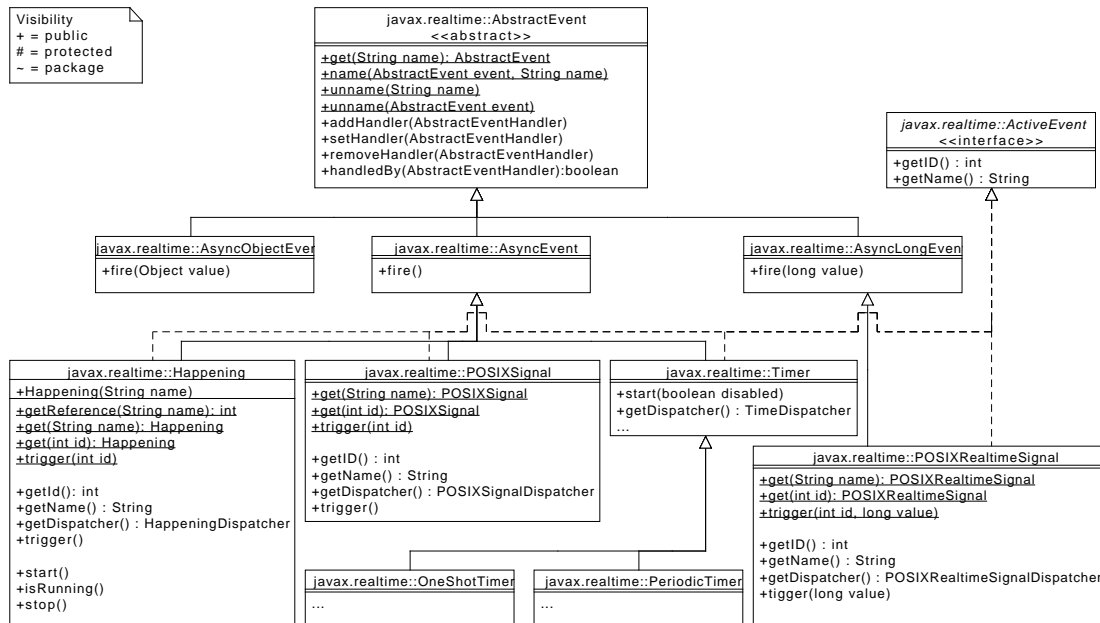 Visibility
+ = public
# = protected
~ = package
javax.realtime::AbstractEvent
<<abstract>>
+get(String name): AbstractEvent
+name(AbstractEvent event, String name)
+unname(String name)
+unname(AbstractEvent event)
+addHandler(AbstractEventHandler)
+setHandler(AbstractEventHandler)
+removeHandler(AbstractEventHandler)
+handledBy(AbstractEventHandler):boolean
javax.realtime::ActiveEvent
<<interface>>
+getID() : int
+getName() : String
javax.realtime::AsyncObjectEven
+fire(Object value)
javax.realtime::AsyncEvent
+fire()
javax.realtime::AsyncLongEven
+fire(long value)
javax.realtime::Happening
+Happening(String name)
+getReference(String name): int
+get(String name): Happening
+get(int id): Happening
+trigger(int id)
+getId(): int
+getName() : String
+getDispatcher() : HappeningDispatcher
+trigger()
+start()
+isRunning()
+stop()
javax.realtime::POSIXSignal
+get(String name): POSIXSignal
+get(int id): POSIXSignal
+trigger(int id)
+getID() : int
+getName() : String
+getDispatcher() : POSIXSignalDispatcher
+trigger()
javax.realtime::Timer
+start(boolean disabled)
+getDispatcher() : TimeDispatcher
...
javax.realtime::POSIXRealtimeSignal
+get(String name): POSIXRealtimeSignal
+get(int id): POSIXRealtimeSignal
+trigger(int id, long value)
+getID() : int
+getName() : String
+getDispatcher() : POSIXRealtimeSignalDispatcher
+tigger(long value)
javax.realtime::OneShotTimer
...
javax.realtime::PeriodicTimer
...